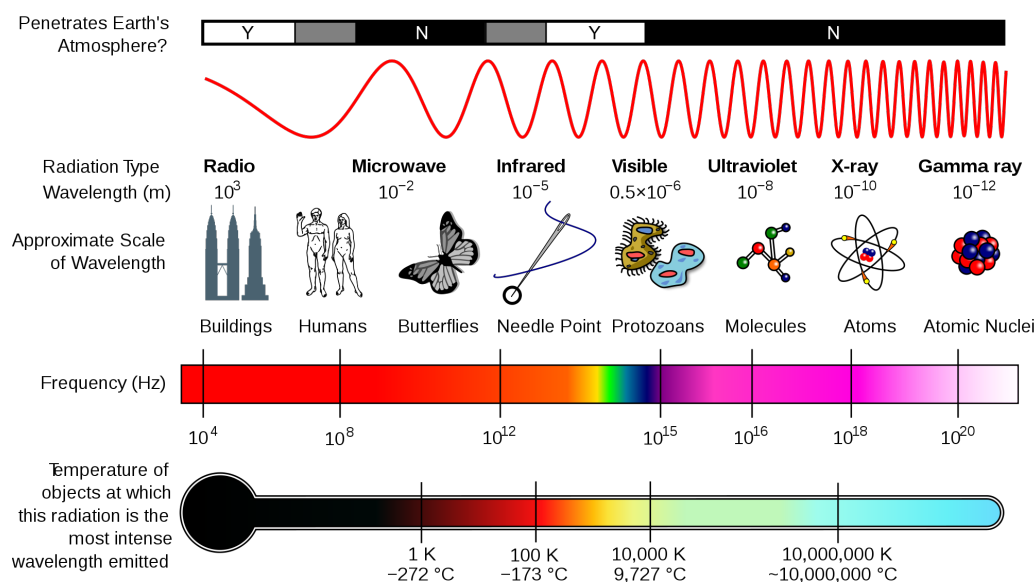 Penetrates Earth's
Atmosphere?
Y N Y N
Radiation Type
Radio Microwave Infrared Visible Ultraviolet X-ray Gamma ray
Wavelength (m)
10³ 10⁻² 10⁻⁵ 0.5×10⁻⁶ 10⁻⁸ 10⁻¹⁰ 10⁻¹²
Approximate Scale
of Wavelength
Buildings Humans Butterflies Needle Point Protozoans Molecules Atoms Atomic Nuclei
Frequency (Hz)
10⁴ 10⁸ 10¹² 10¹⁵ 10¹⁶ 10¹⁸ 10²⁰
Temperature of
objects at which
this radiation is the
most intense
wavelength emitted
1 K 100 K 10,000 K 10,000,000 K
−272 °C −173 °C 9,727 °C ~10,000,000 °C